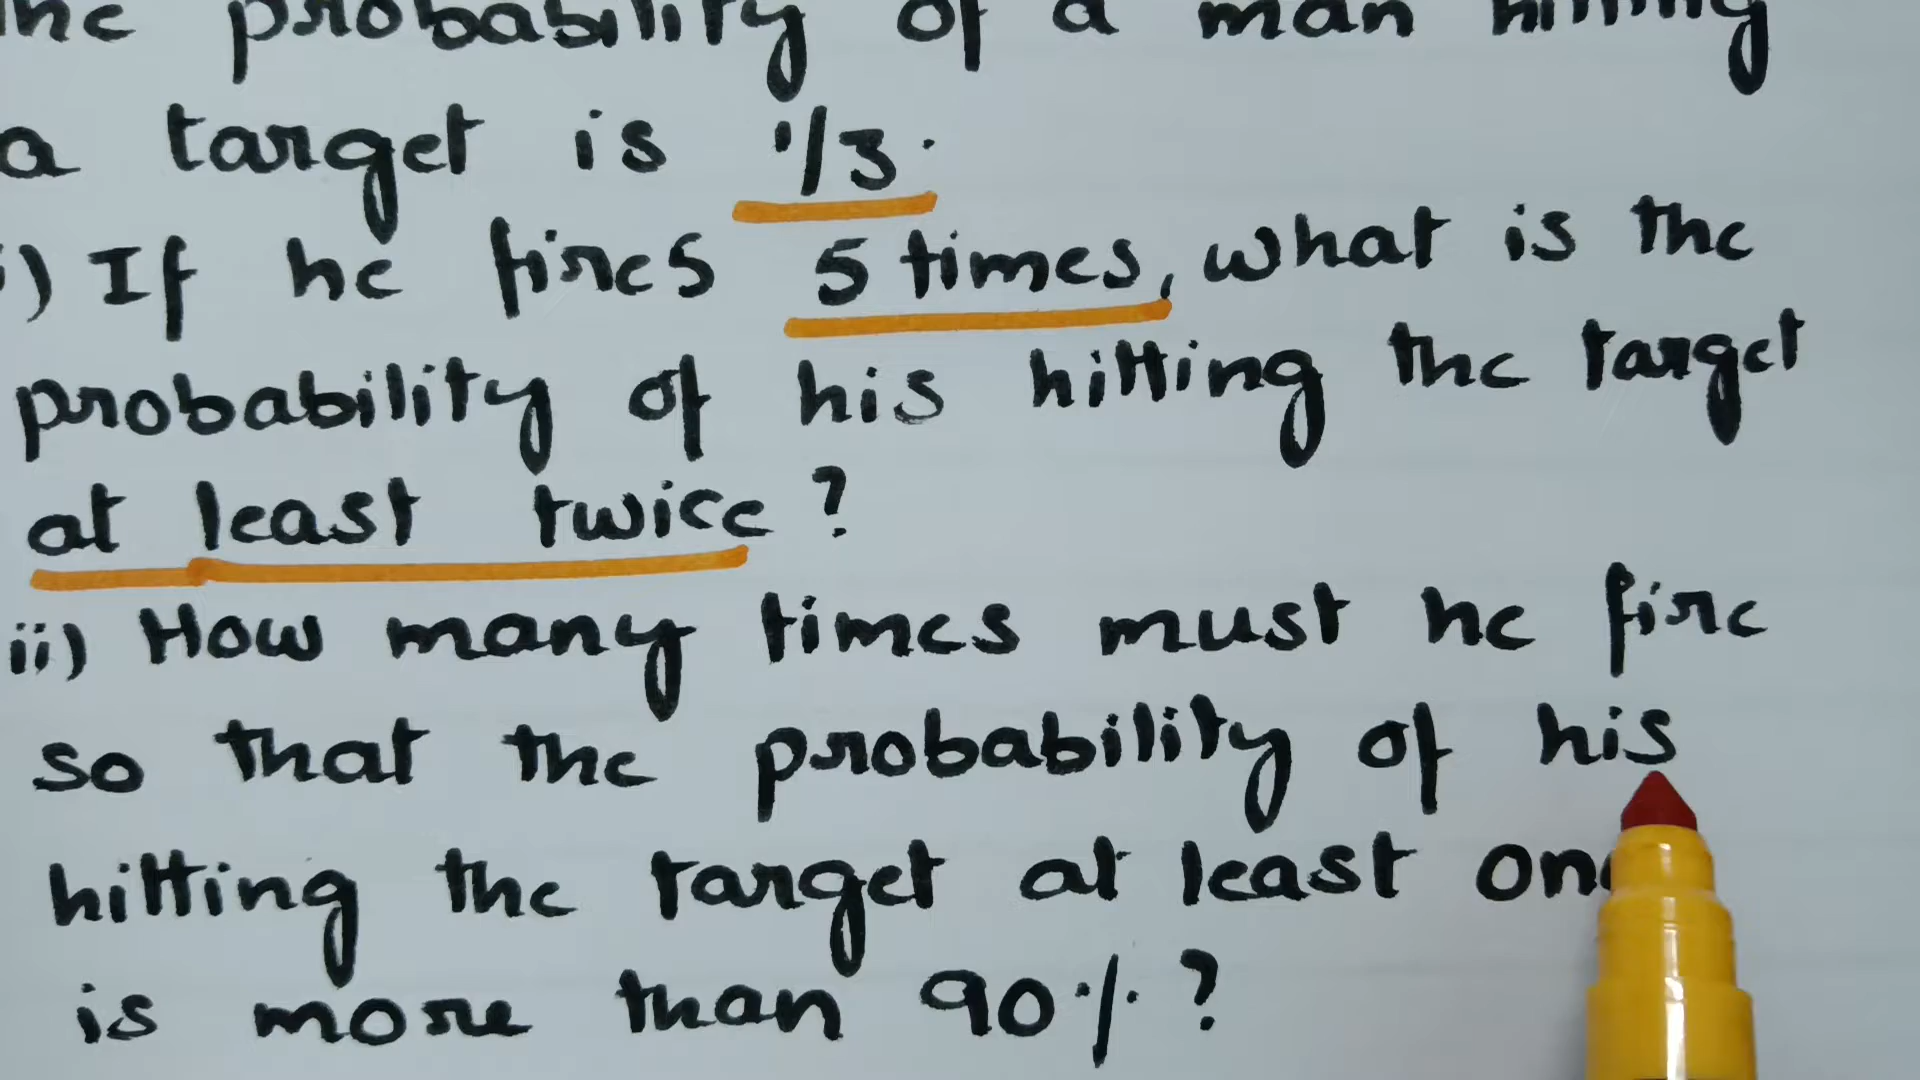 the probability of a man hitting
a target is 1/3.
i) If he fires 5 times, what is the
probability of his hitting the target
at least twice ?
ii) How many times must he fire
so that the probability of his
hitting the target at least
is more than 90% ?